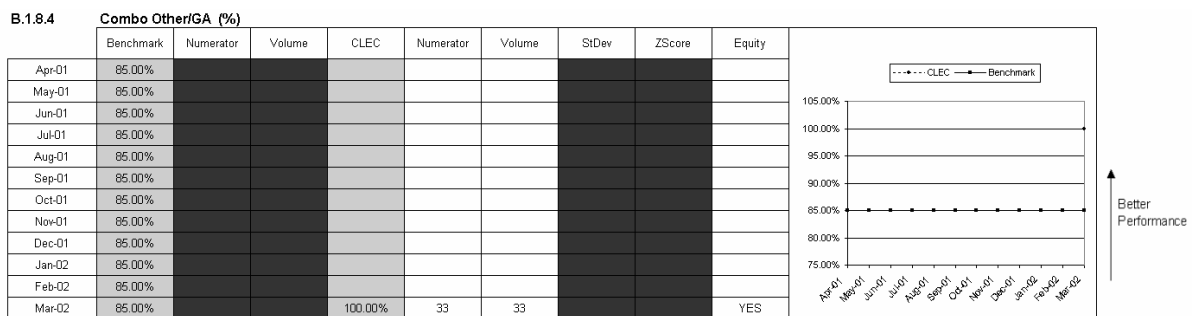 B.1.8.4 Combo Other/GA (%)
Benchmark Numerator Volume CLEC Numerator Volume StDev ZScore Equity
Apr-01 85.00%
May-01 85.00%
Jun-01 85.00%
Jul-01 85.00%
Aug-01 85.00%
Sep-01 85.00%
Oct-01 85.00%
Nov-01 85.00%
Dec-01 85.00%
Jan-02 85.00%
Feb-02 85.00%
Mar-02 85.00% 100.00% 33 33 YES
CLEC Benchmark
105.00%
100.00%
95.00%
90.00%
85.00%
80.00%
75.00%
Apr-01 May-01 Jun-01 Jul-01 Aug-01 Sep-01 Oct-01 Nov-01 Dec-01 Jan-02 Feb-02 Mar-02
Better
Performance